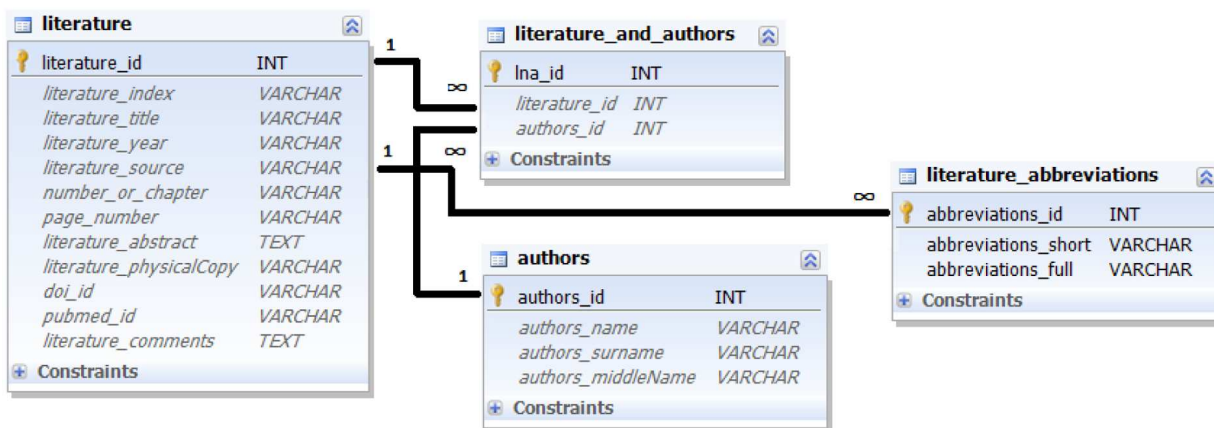 literature
literature_id INT
literature_index VARCHAR
literature_title VARCHAR
literature_year VARCHAR
literature_source VARCHAR
number_or_chapter VARCHAR
page_number VARCHAR
literature_abstract TEXT
literature_physicalCopy VARCHAR
doi_id VARCHAR
pubmed_id VARCHAR
literature_comments TEXT
Constraints
1
∞
1
∞
1
∞
literature_and_authors
lna_id INT
literature_id INT
authors_id INT
Constraints
authors
authors_id INT
authors_name VARCHAR
authors_surname VARCHAR
authors_middleName VARCHAR
Constraints
literature_abbreviations
abbreviations_id INT
abbreviations_short VARCHAR
abbreviations_full VARCHAR
Constraints